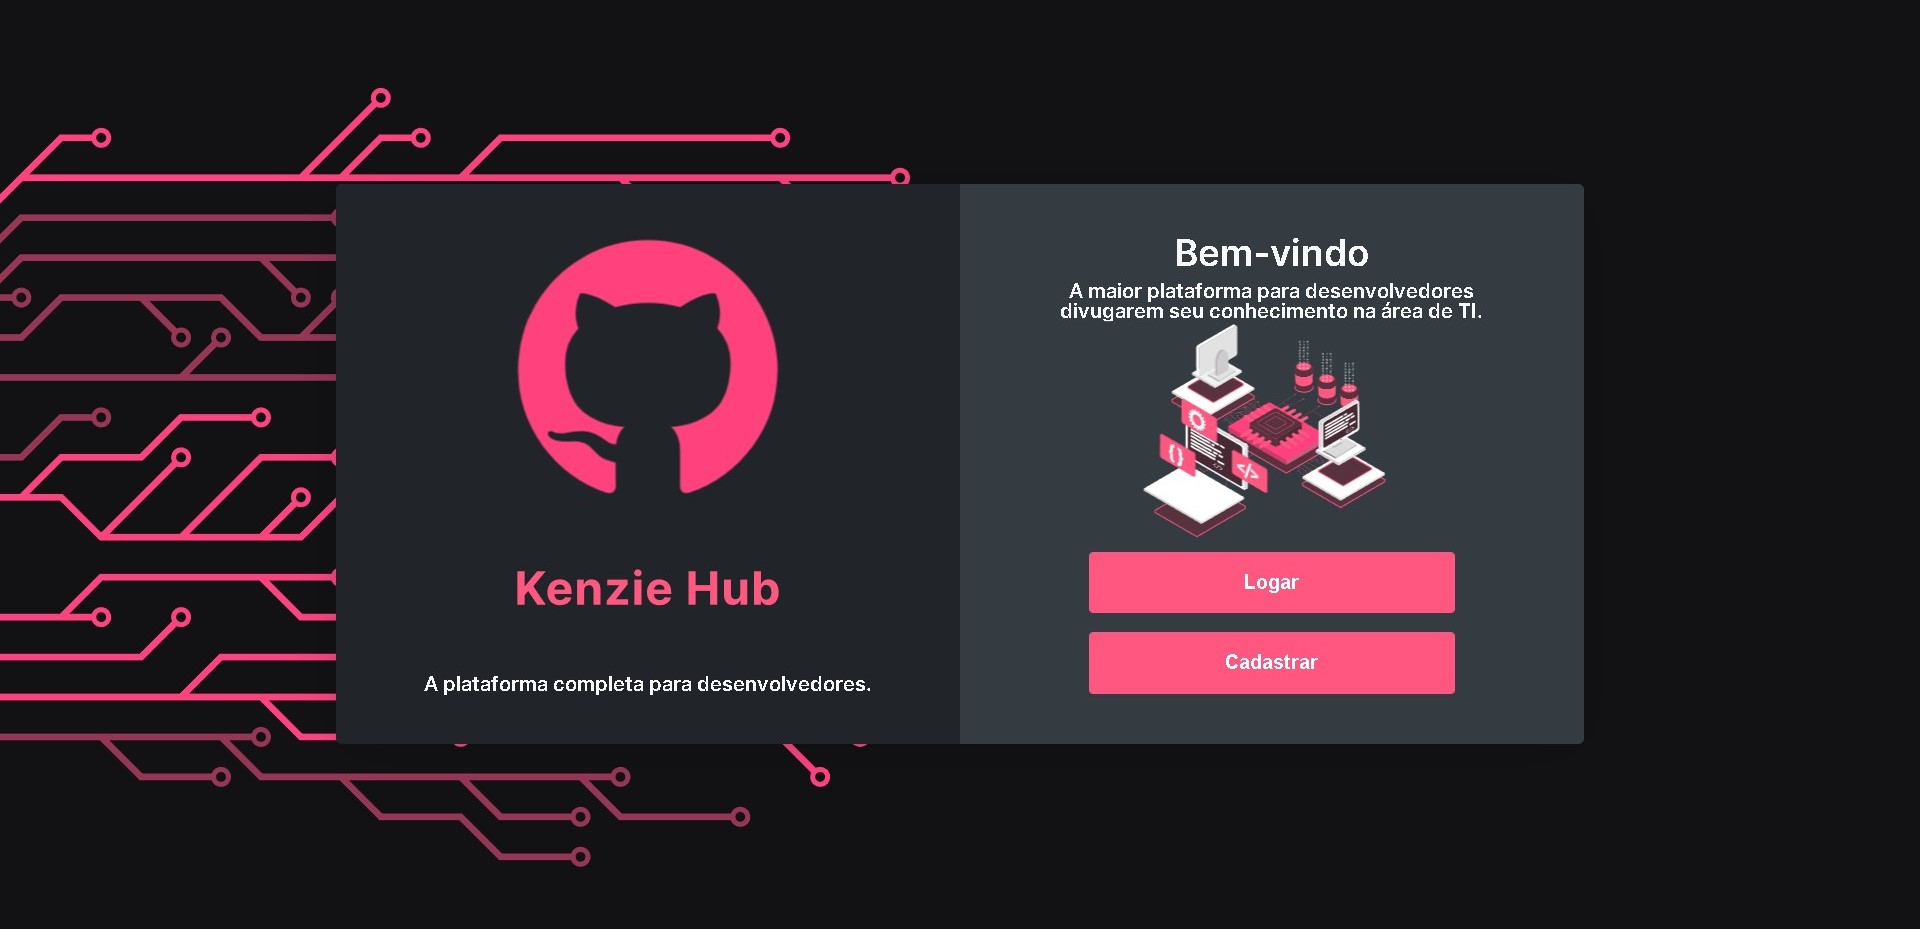 Kenzie Hub
A plataforma completa para desenvolvedores.
Bem-vindo
A maior plataforma para desenvolvedores
divugarem seu conhecimento na área de TI.
{}
</>
Logar
Cadastrar